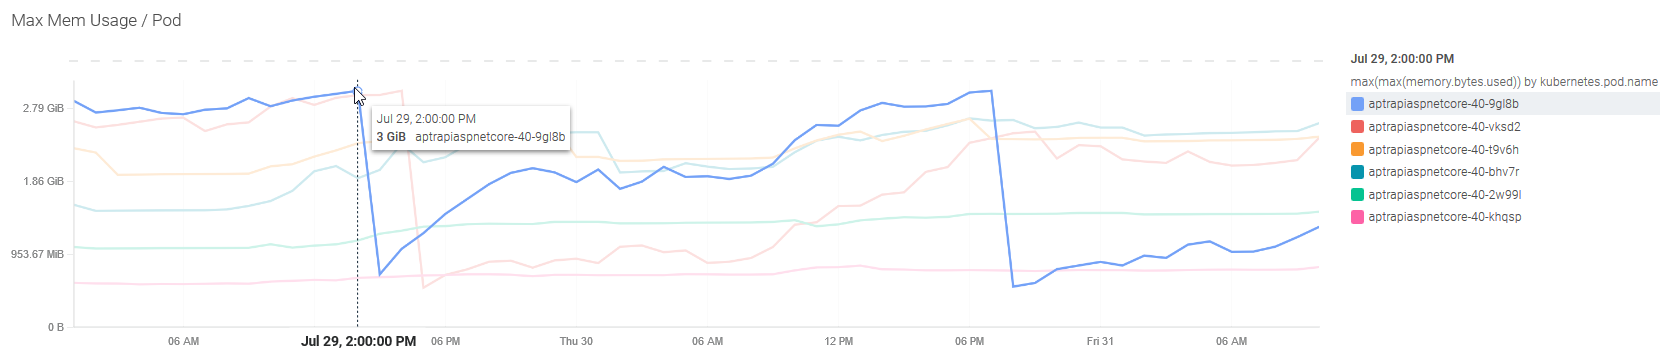 Max Mem Usage / Pod
2.79 GiB
1.86 GiB
953.67 MiB
0 B
Jul 29, 2:00:00 PM
3 GiB aptrapiaspnetcore-40-9gl8b
06 AM
Jul 29, 2:00:00 PM
06 PM
Thu 30
06 AM
12 PM
06 PM
Fri 31
06 AM
Jul 29, 2:00:00 PM
max(max(memory.bytes.used)) by kubernetes.pod.name
aptrapiaspnetcore-40-9gl8b
aptrapiaspnetcore-40-vksd2
aptrapiaspnetcore-40-t9v6h
aptrapiaspnetcore-40-bhv7r
aptrapiaspnetcore-40-2w99l
aptrapiaspnetcore-40-khqsp